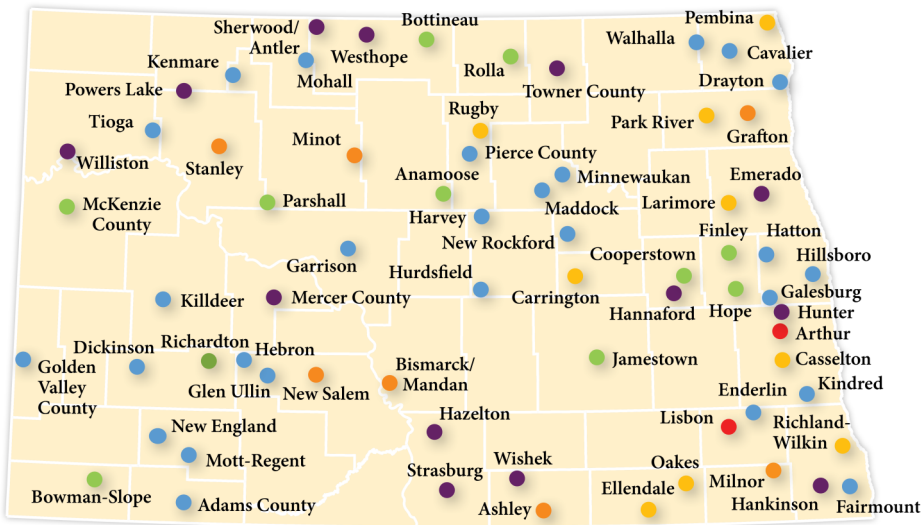 Pembina
Sherwood/
Antler
Bottineau
Westhope
Walhalla
Cavalier
Kenmare
Mohall
Rolla
Towner County
Drayton
Powers Lake
Rugby
Park River
Grafton
Tioga
Minot
Williston
Stanley
Pierce County
Anamoose
Minnewaukan
Emerado
McKenzie
County
Parshall
Harvey
Maddock
Larimore
New Rockford
Finley
Hatton
Garrison
Cooperstown
Hillsboro
Hurdsfield
Killdeer
Mercer County
Carrington
Hannaford
Hope
Galesburg
Hunter
Arthur
Dickinson
Richardton
Hebron
Jamestown
Casselton
Golden
Valley
County
Glen Ullin
New Salem
Bismarck/
Mandan
Enderlin
Kindred
Hazelton
Lisbon
Richland-
Wilkin
New England
Mott-Regent
Strasburg
Wishek
Oakes
Bowman-Slope
Adams County
Ashley
Ellendale
Milnor
Hankinson
Fairmount